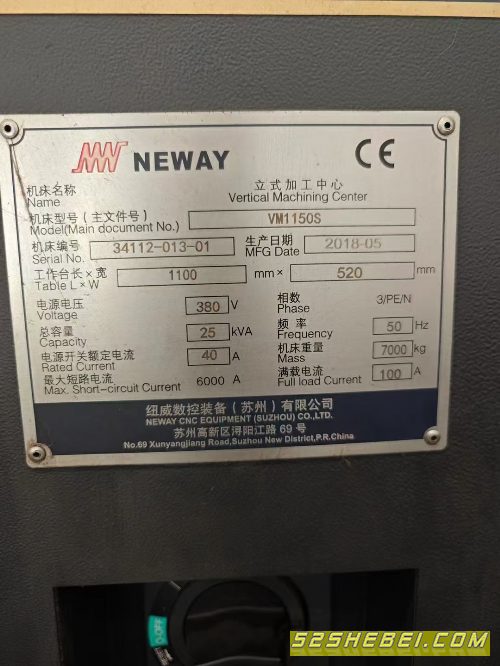 NEWAY
CE
机床名称 立式加工中心
Name Vertical Machining Center
机床型号(主文件号) VM1150S
Model(Main document No.)
机床编号 34112-013-01 生产日期 2018-05
Serial No. MFG Date
工作台长×宽 1100 mm× 520 mm
Table L×W
电源电压 380 V 相数 3/PE/N
Voltage Phase
总容量 25 kVA 频 率 50 Hz
Capacity Frequency
电源开关额定电流 40 A 机床重量 7000 kg
Rated Current Mass
最大短路电流 6000 A 满载电流 100 A
Max. Short-circuit Current Full load Current
纽威数控装备(苏州)有限公司
NEWAY CNC EQUIPMENT (SUZHOU) CO.,LTD.
苏州高新区浔阳江路 69 号
No.69 Xunyangjiang Road,Suzhou New District,P.R.China
O-OFF
52SHEBEI.COM